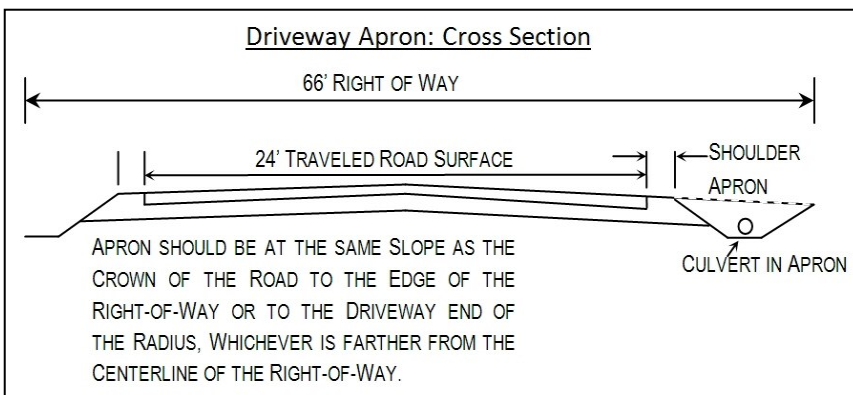 Driveway Apron: Cross Section
66' RIGHT OF WAY
24' TRAVELED ROAD SURFACE
SHOULDER
APRON
CULVERT IN APRON
APRON SHOULD BE AT THE SAME SLOPE AS THE
CROWN OF THE ROAD TO THE EDGE OF THE
RIGHT-OF-WAY OR TO THE DRIVEWAY END OF
THE RADIUS, WHICHEVER IS FARTHER FROM THE
CENTERLINE OF THE RIGHT-OF-WAY.